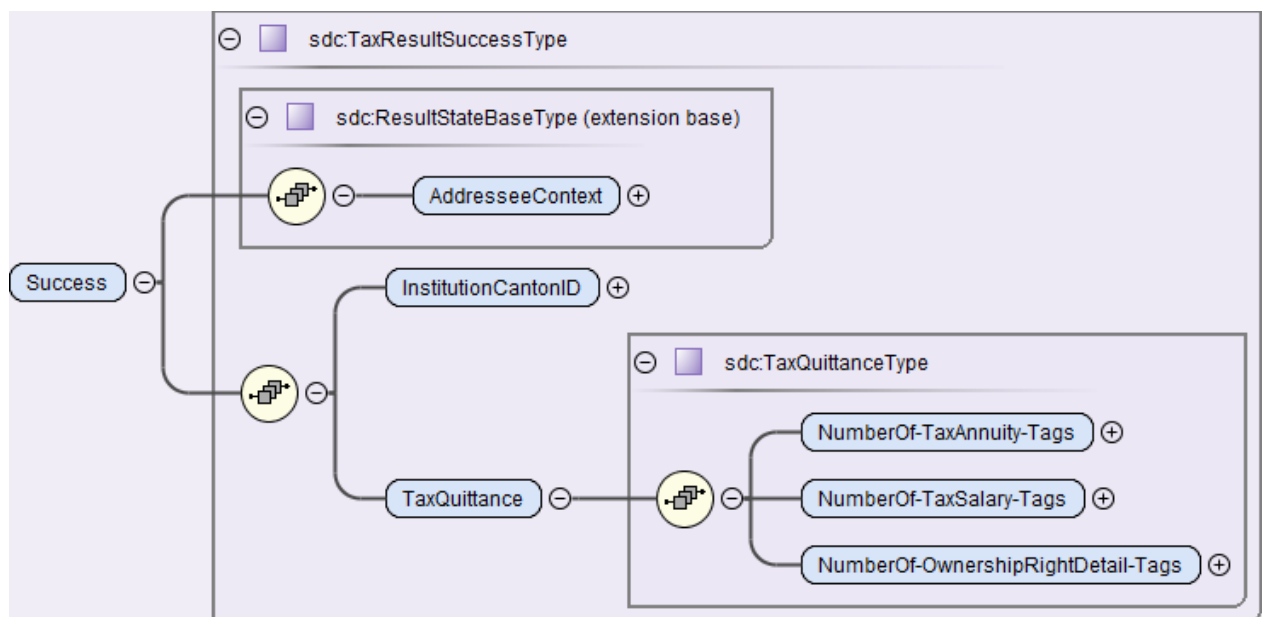 sdc:TaxResultSuccessType
sdc:ResultStateBaseType (extension base)
AddresseeContext
Success
InstitutionCantonID
sdc:TaxQuittanceType
NumberOf-TaxAnnuity-Tags
TaxQuittance
NumberOf-TaxSalary-Tags
NumberOf-OwnershipRightDetail-Tags